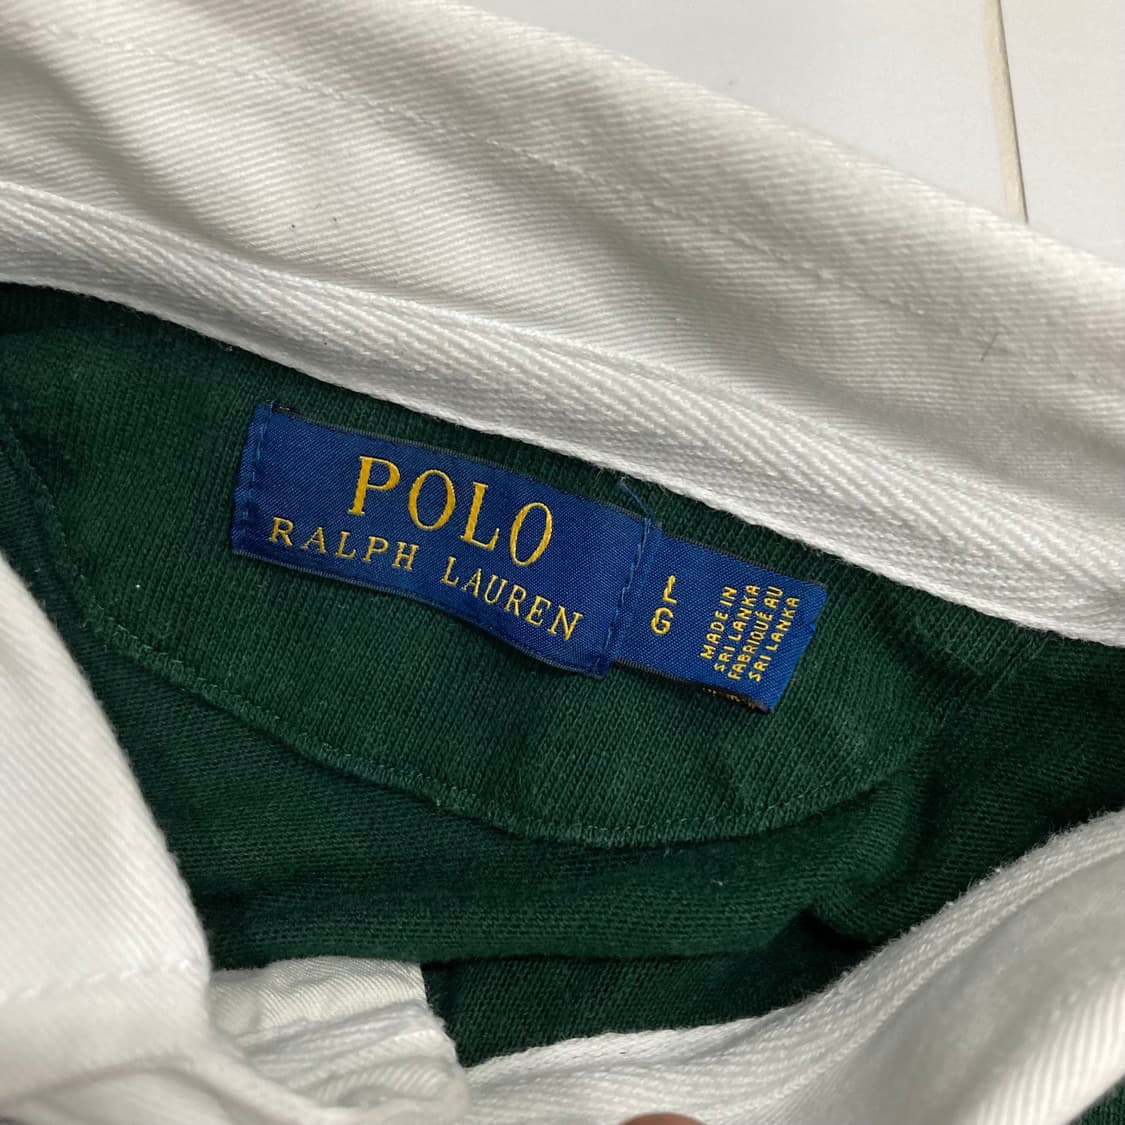 POLO
RALPH LAUREN
L
G
MADE IN
SRI LANKA
FABRIQUÉ AU
SRI LANKA